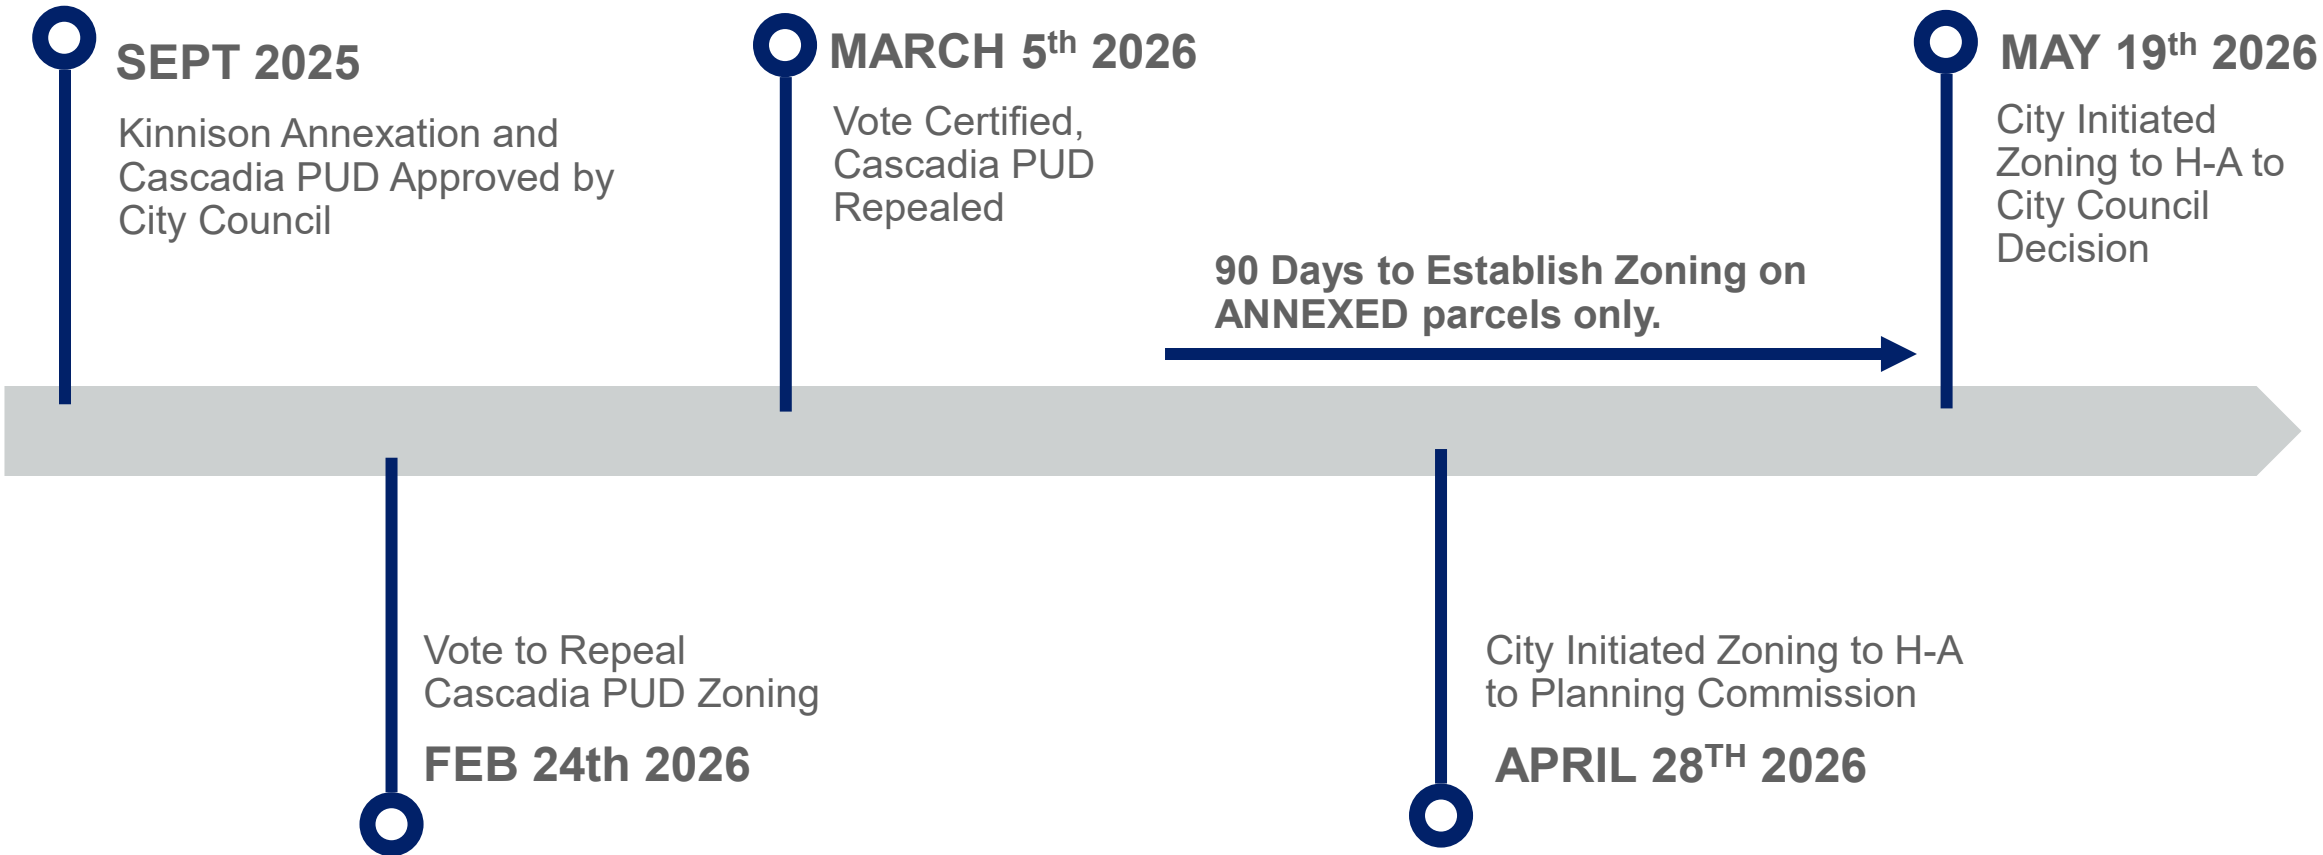 SEPT 2025
Kinnison Annexation and
Cascadia PUD Approved by
City Council
Vote to Repeal
Cascadia PUD Zoning
FEB 24th 2026
MARCH 5th 2026
Vote Certified,
Cascadia PUD
Repealed
90 Days to Establish Zoning on
ANNEXED parcels only.
City Initiated Zoning to H-A
to Planning Commission
APRIL 28TH 2026
MAY 19th 2026
City Initiated
Zoning to H-A to
City Council
Decision